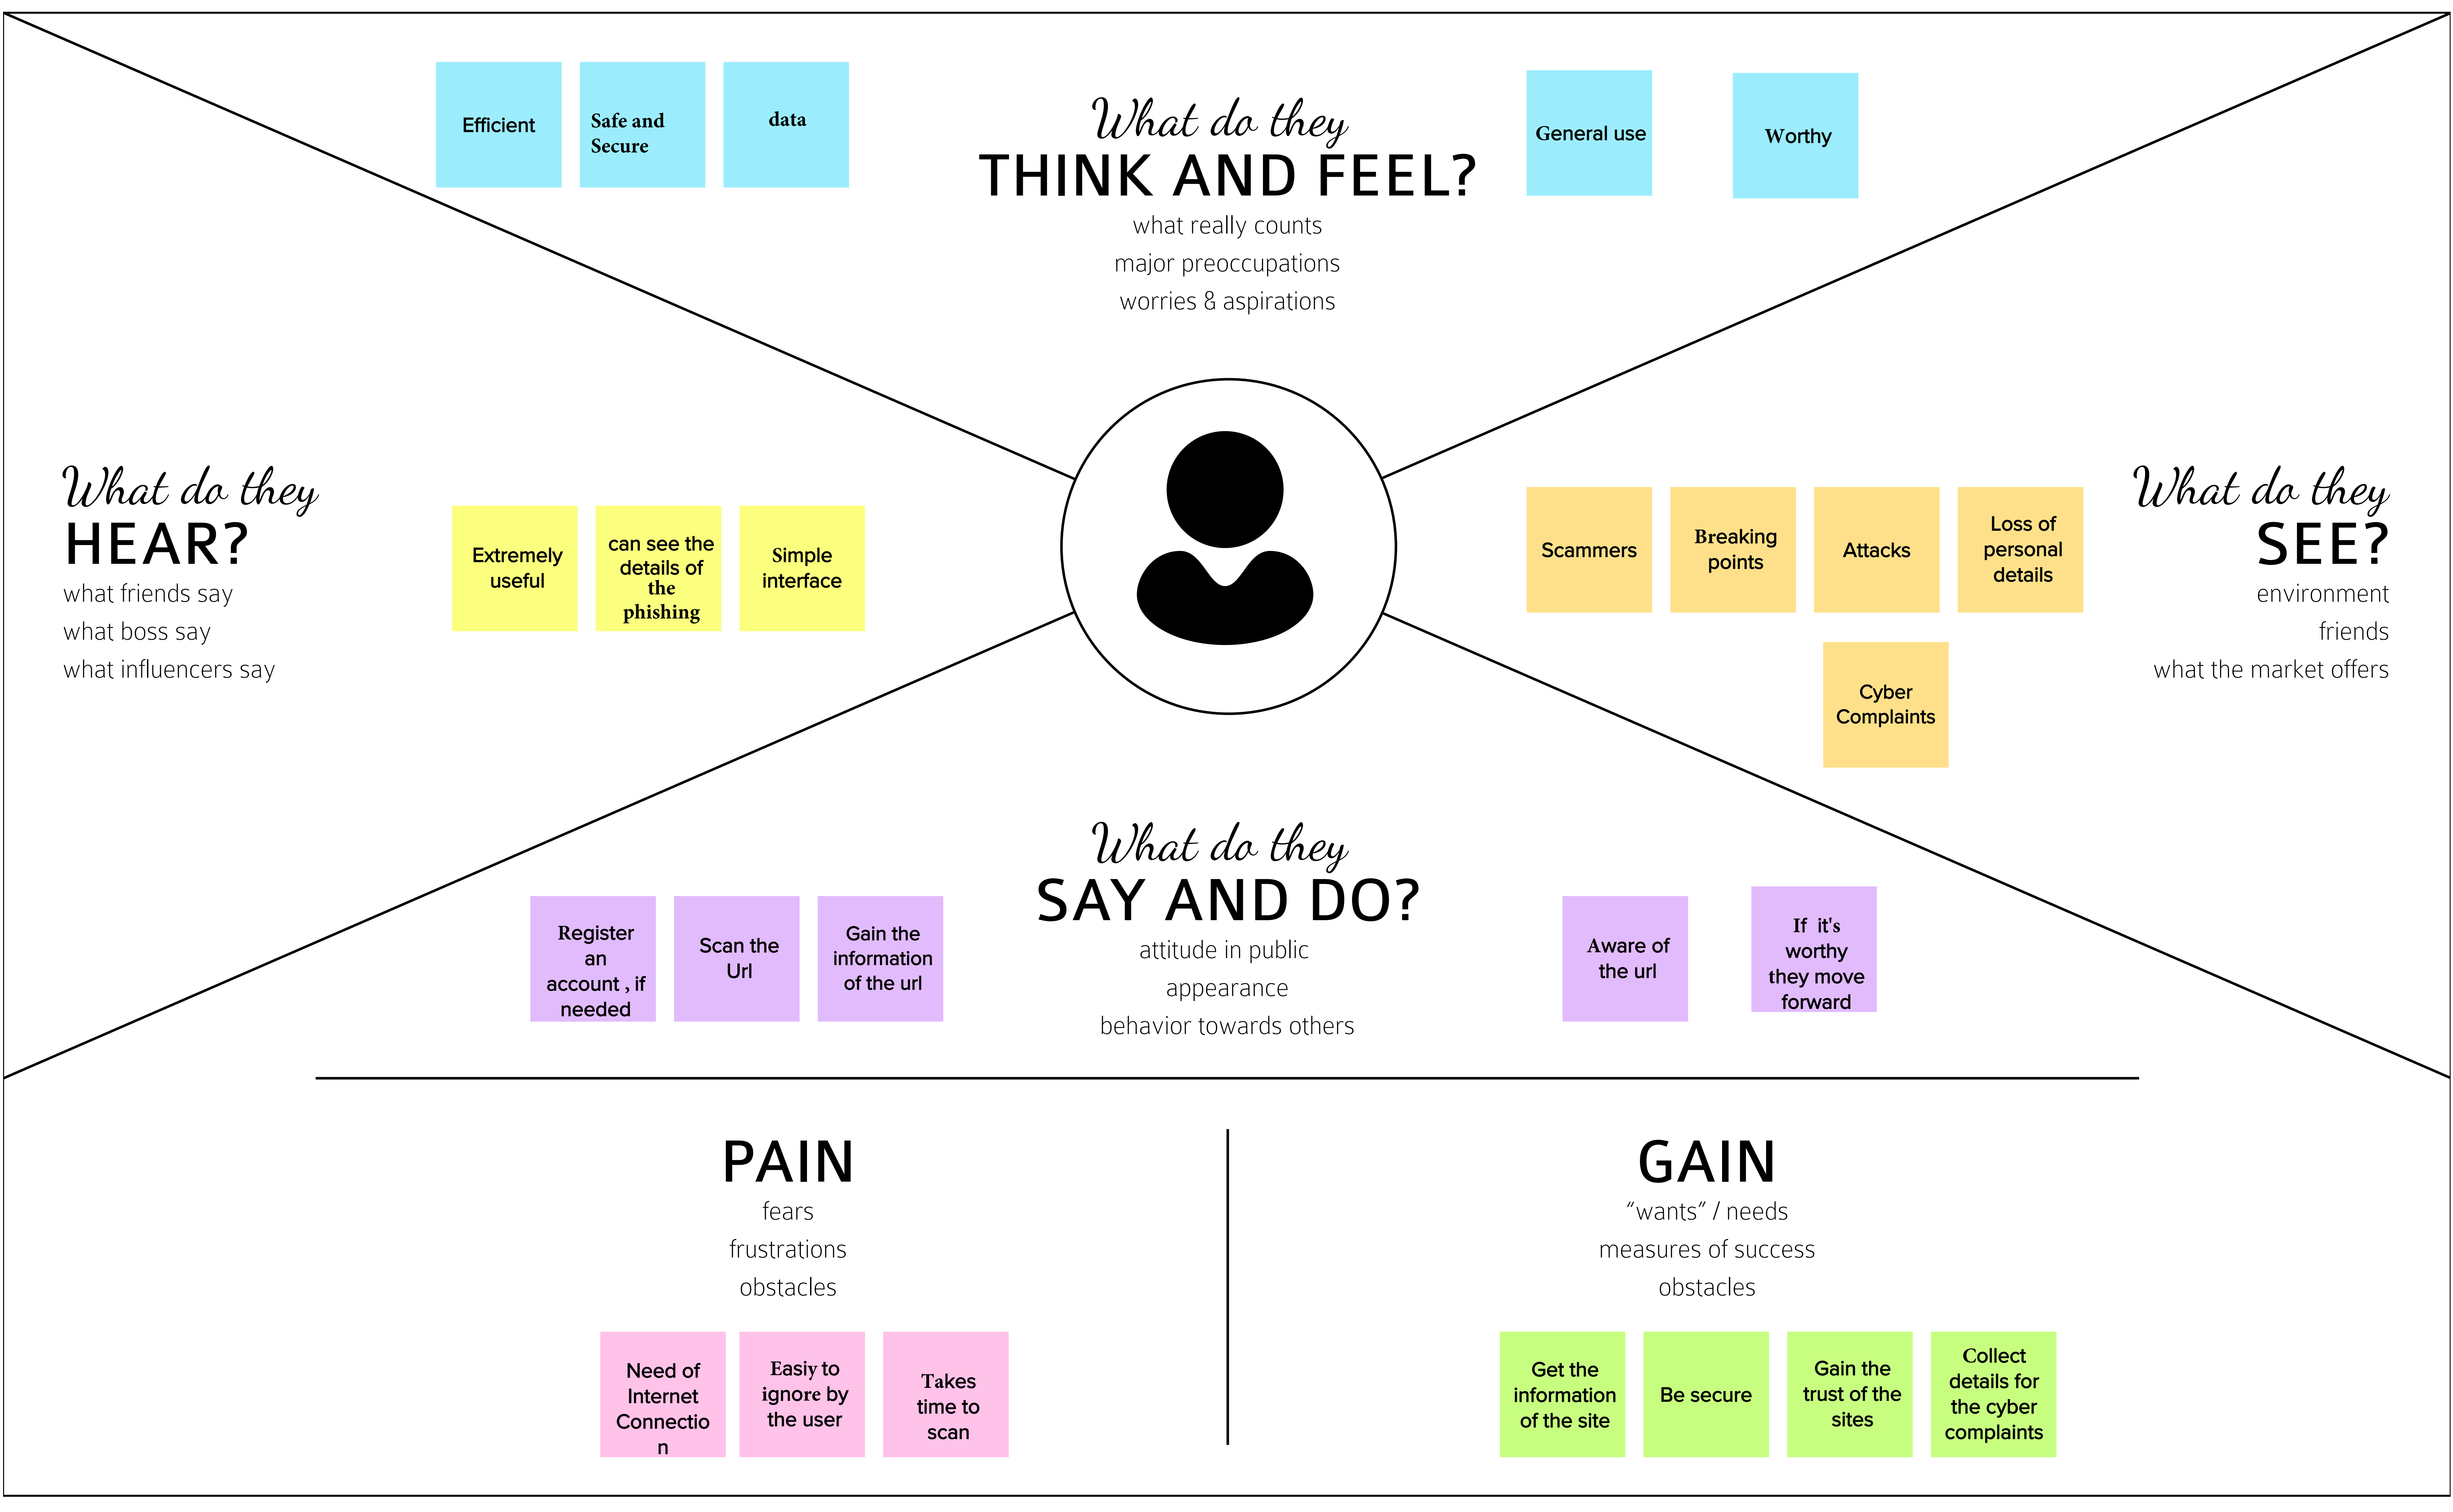 Efficient
Safe and
Secure
data
What do they
THINK AND FEEL?
what really counts
major preoccupations
worries & aspirations
General use
Worthy
What do they
HEAR?
what friends say
what boss say
what influencers say
Extremely
useful
can see the
details of
the
phishing
Simple
interface
Scammers
Breaking
points
Attacks
Loss of
personal
details
Cyber
Complaints
What do they
SEE?
environment
friends
what the market offers
What do they
SAY AND DO?
attitude in public
appearance
behavior towards others
Register
an
account , if
needed
Scan the
Url
Gain the
information
of the url
Aware of
the url
If it's
worthy
they move
forward
PAIN
fears
frustrations
obstacles
Need of
Internet
Connectio
n
Easiy to
ignore by
the user
Takes
time to
scan
GAIN
“wants” / needs
measures of success
obstacles
Get the
information
of the site
Be secure
Gain the
trust of the
sites
Collect
details for
the cyber
complaints